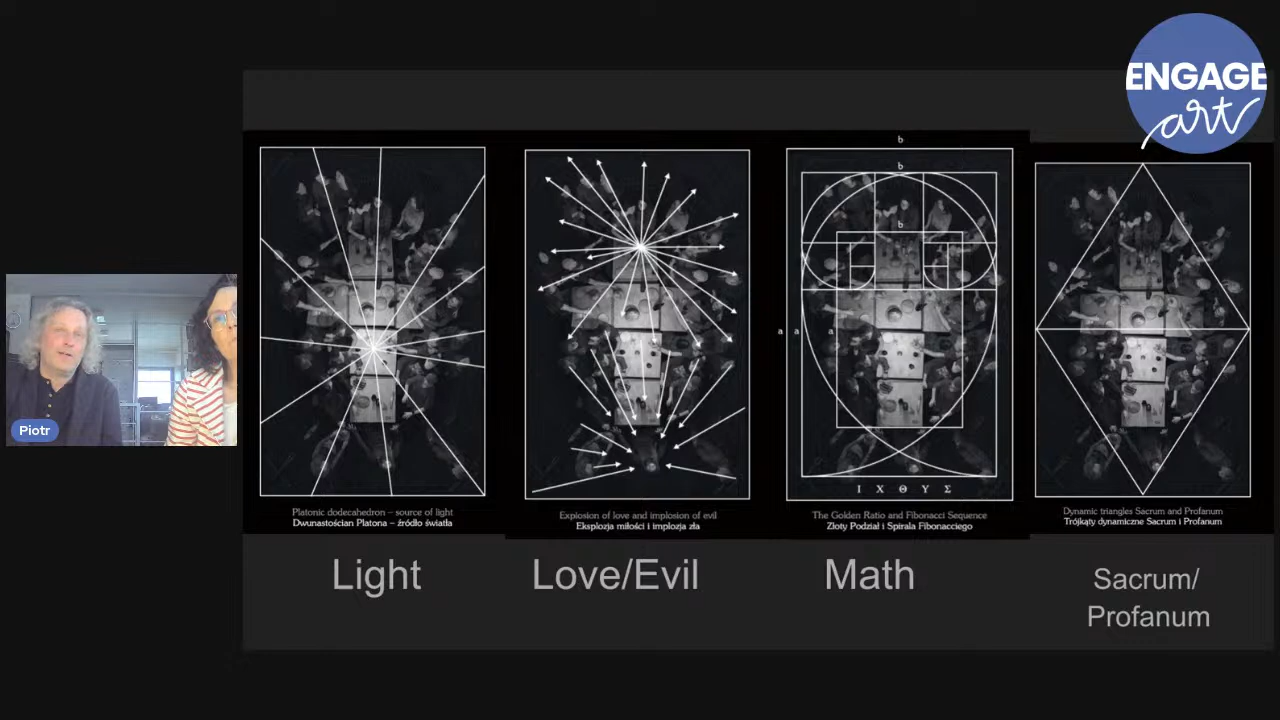 ENGAGE
art
b
b
b
a a a
Ι Χ Θ Υ Σ
Platonic dodecahedron – source of light
Dwunastościan Platona – źródło światła
Explosion of love and implosion of evil
Eksplozja miłości i implozja zła
The Golden Ratio and Fibonacci Sequence
Złoty Podział i Spirala Fibonacciego
Dynamic triangles Sacrum and Profanum
Trójkąty dynamiczne Sacrum i Profanum
Light
Love/Evil
Math
Sacrum/
Profanum
Piotr